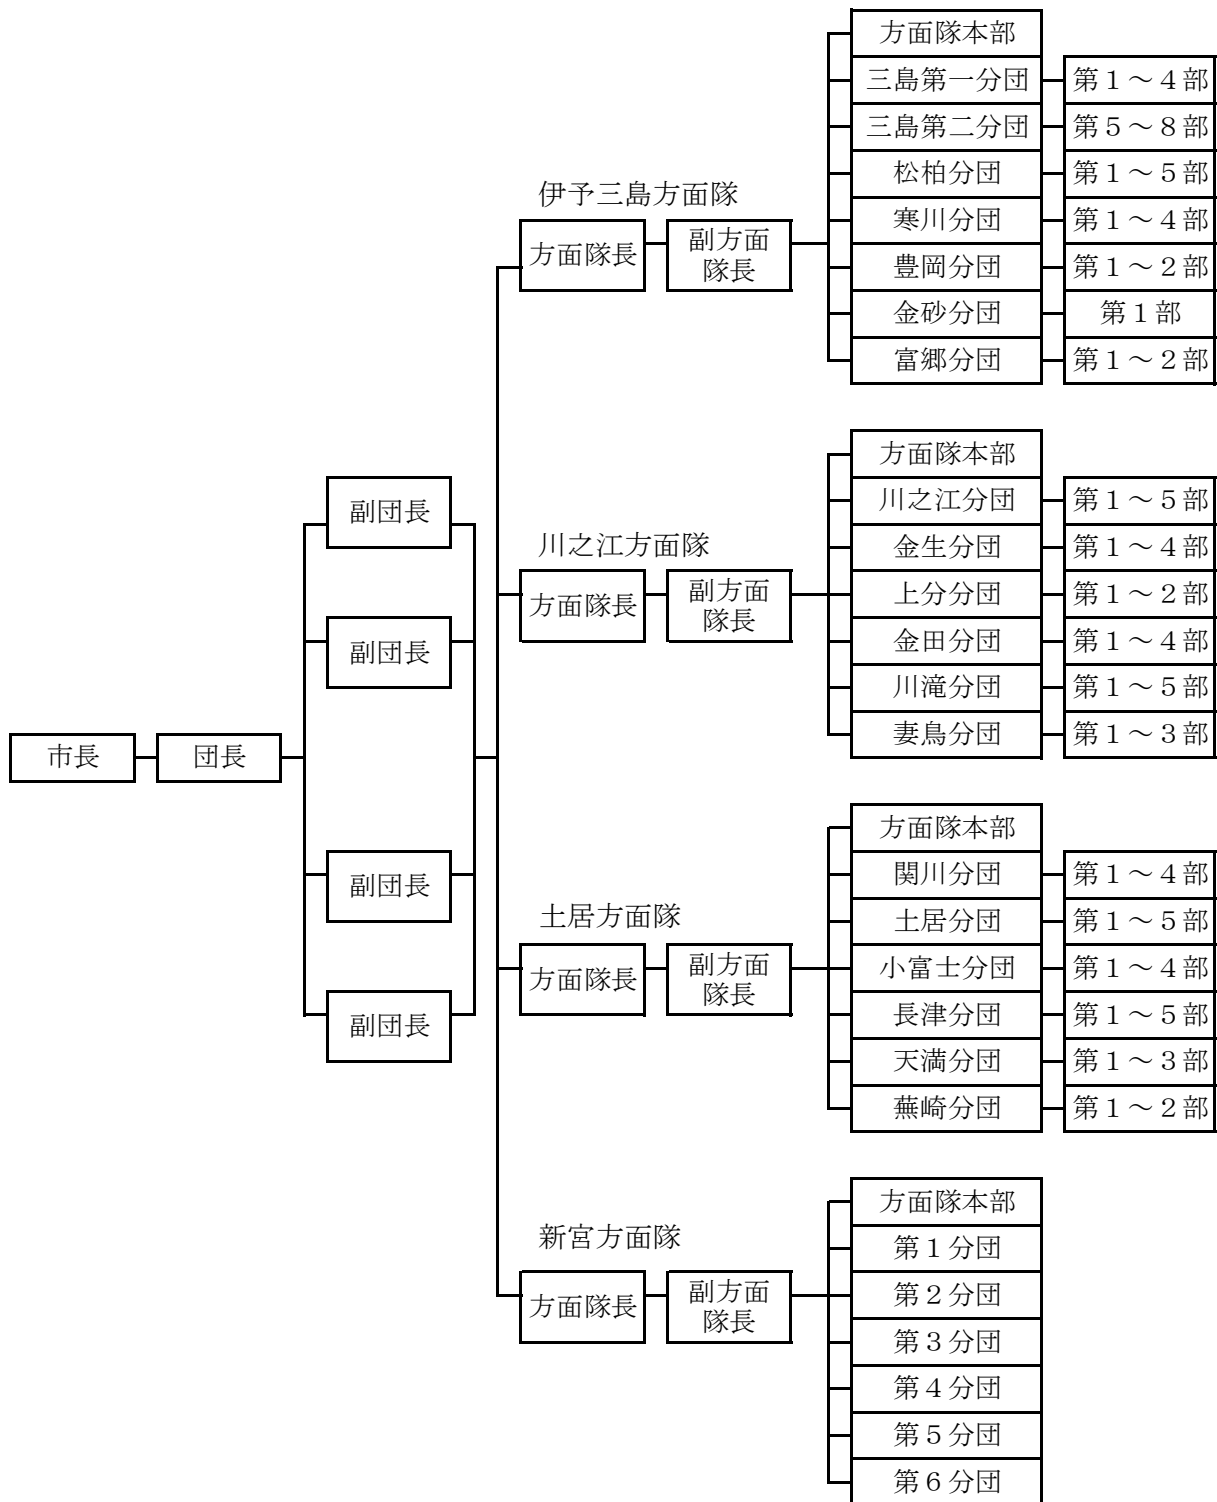 市長
団長
副団長
副団長
副団長
副団長
伊予三島方面隊
方面隊長
副方面
隊長
方面隊本部
三島第一分団
第１～４部
三島第二分団
第５～８部
松柏分団
第１～５部
寒川分団
第１～４部
豊岡分団
第１～２部
金砂分団
第１部
富郷分団
第１～２部
川之江方面隊
方面隊長
副方面
隊長
方面隊本部
川之江分団
第１～５部
金生分団
第１～４部
上分分団
第１～２部
金田分団
第１～４部
川滝分団
第１～５部
妻鳥分団
第１～３部
土居方面隊
方面隊長
副方面
隊長
方面隊本部
関川分団
第１～４部
土居分団
第１～５部
小富士分団
第１～４部
長津分団
第１～５部
天満分団
第１～３部
蕪崎分団
第１～２部
新宮方面隊
方面隊長
副方面
隊長
方面隊本部
第１分団
第２分団
第３分団
第４分団
第５分団
第６分団